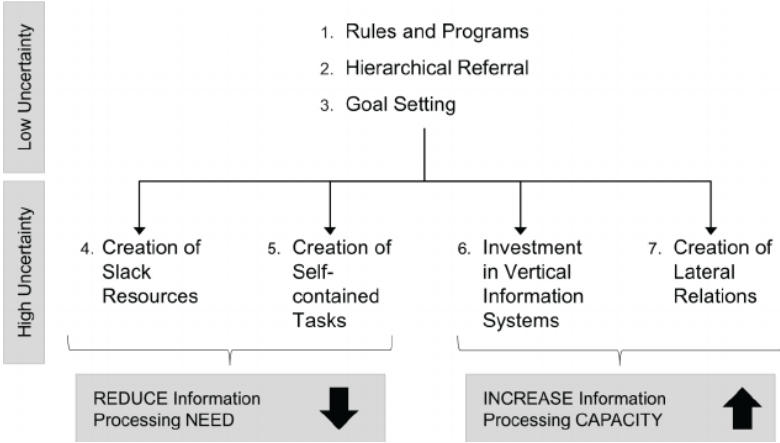 Low Uncertainty
1. Rules and Programs
2. Hierarchical Referral
3. Goal Setting
High Uncertainty
4. Creation of
Slack
Resources
5. Creation of
Self-
contained
Tasks
6. Investment
in Vertical
Information
Systems
7. Creation of
Lateral
Relations
REDUCE Information
Processing NEED
INCREASE Information
Processing CAPACITY